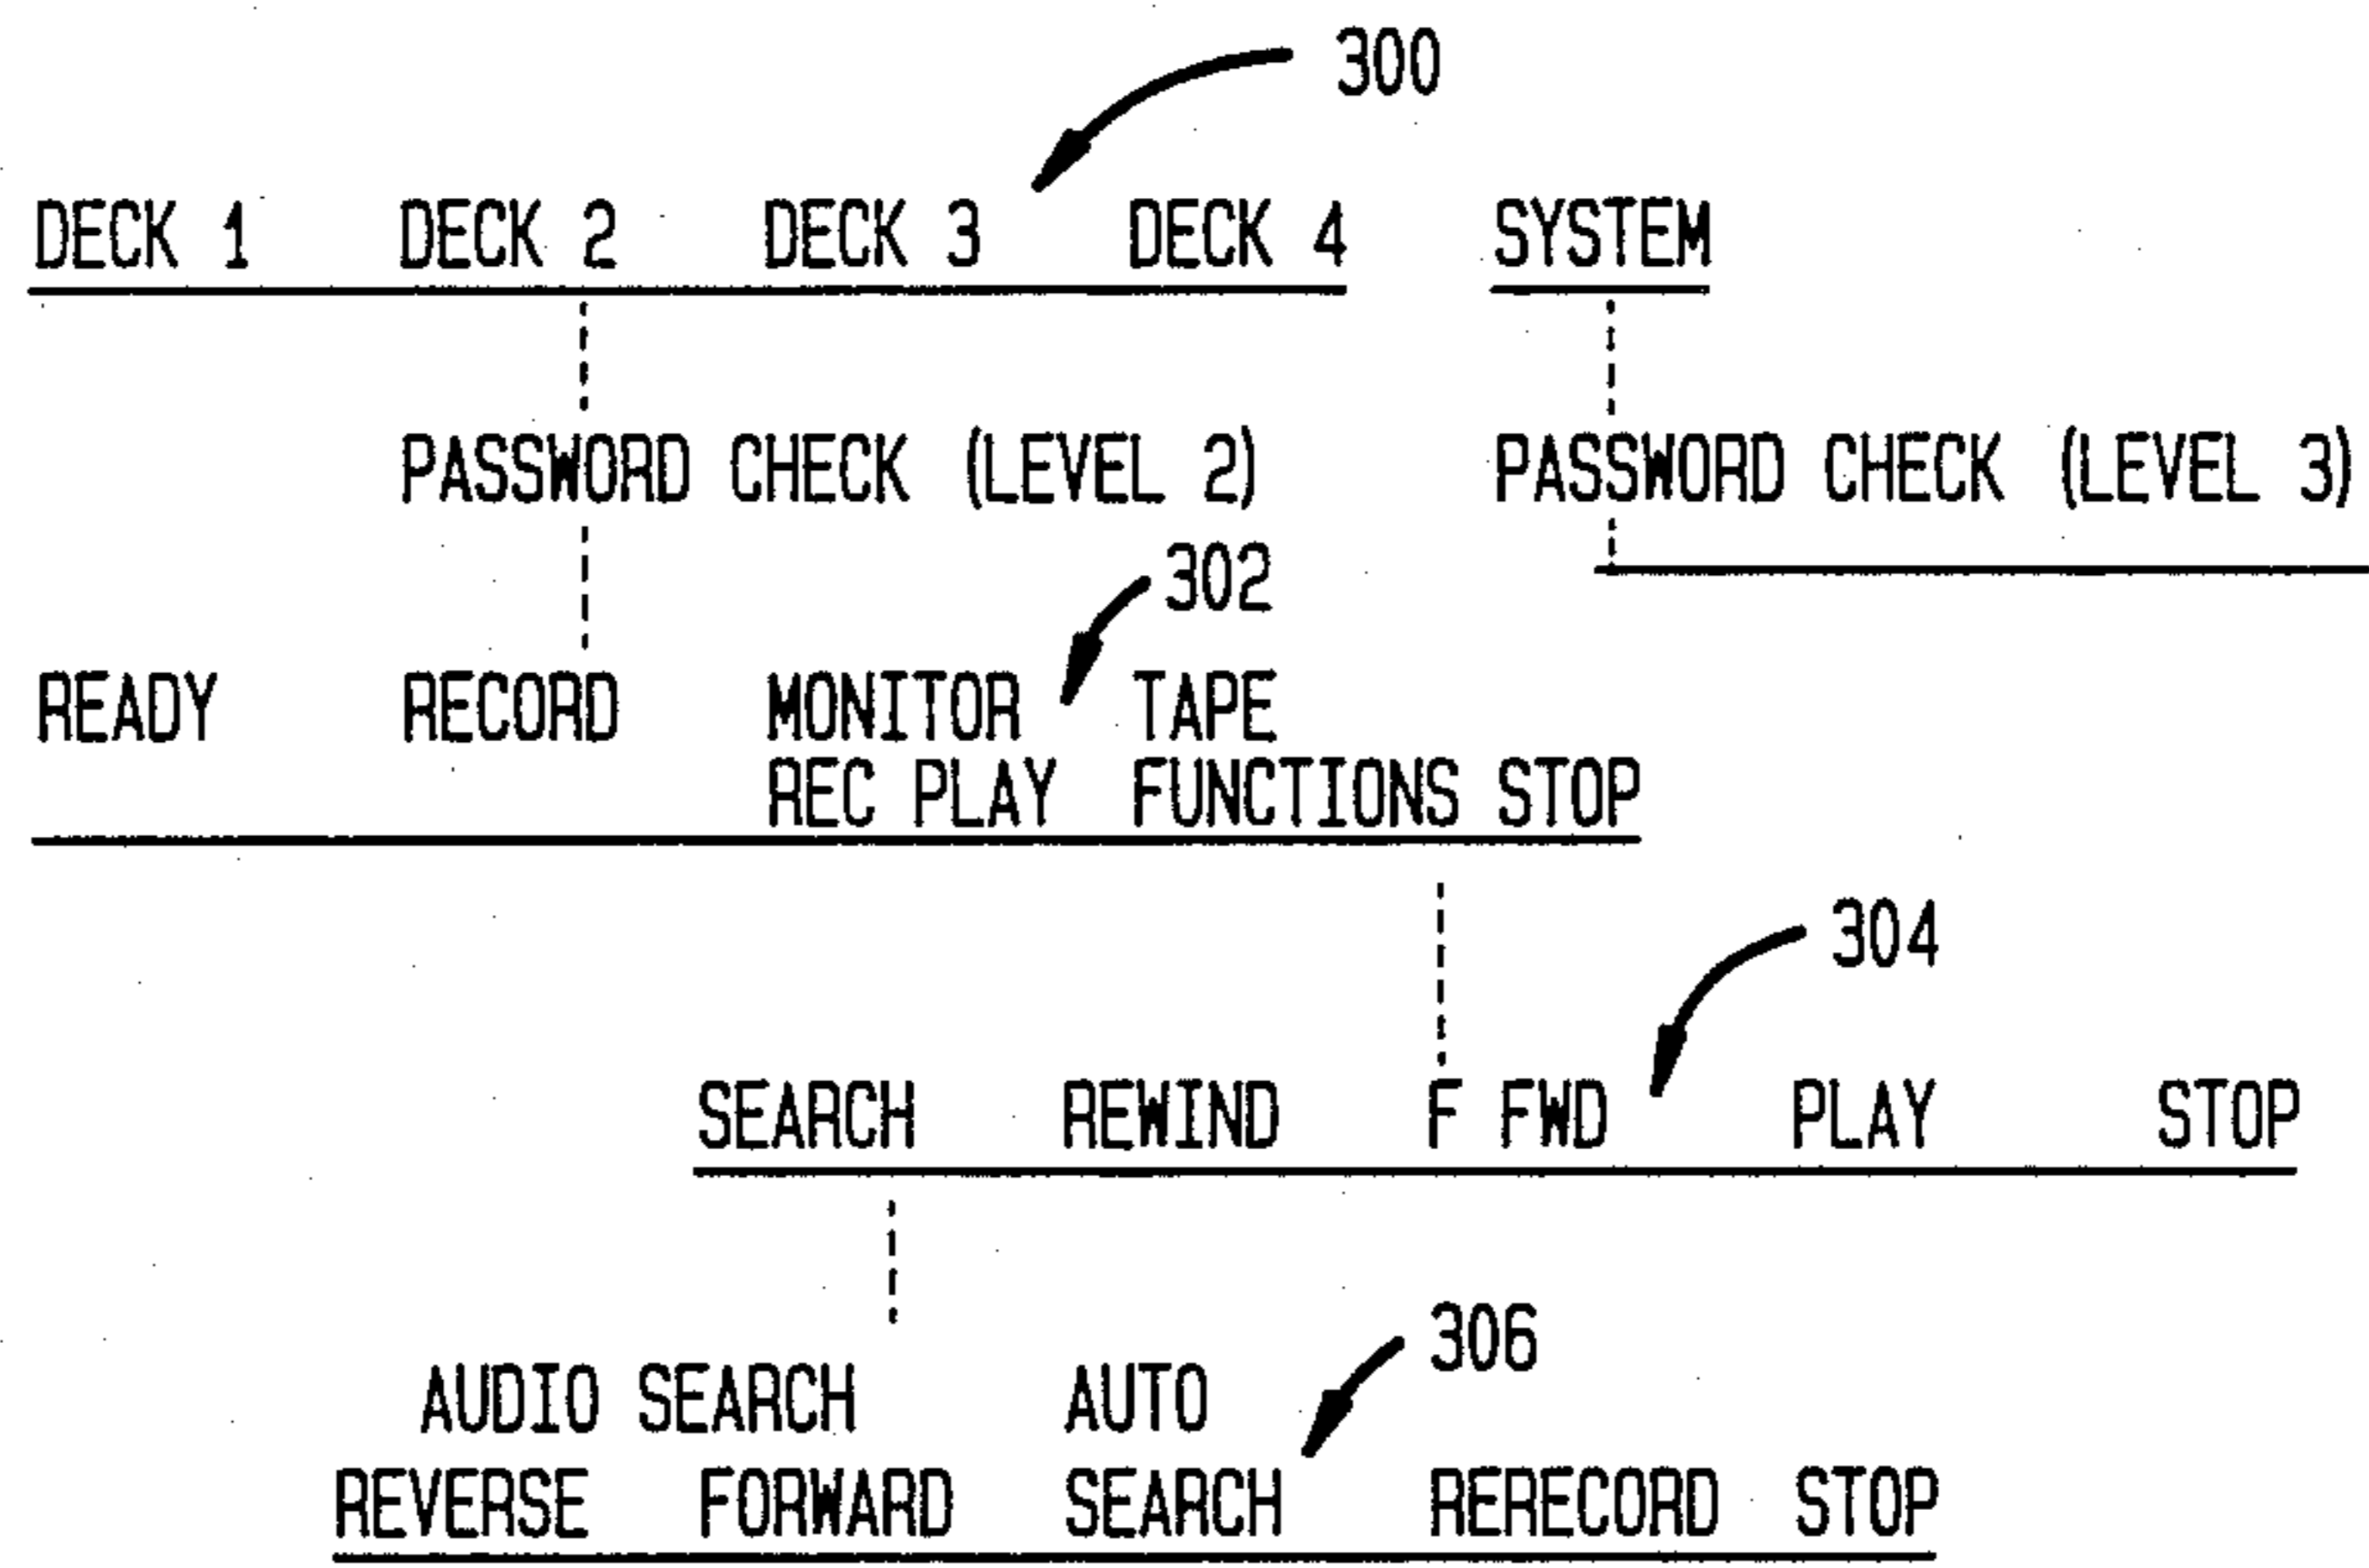 300
DECK 1 DECK 2 DECK 3 DECK 4 SYSTEM
PASSWORD CHECK (LEVEL 2) PASSWORD CHECK (LEVEL 3)
302
READY RECORD MONITOR TAPE
REC PLAY FUNCTIONS STOP
304
SEARCH REWIND F FWD PLAY STOP
306
AUDIO SEARCH AUTO
REVERSE FORWARD SEARCH RERECORD STOP